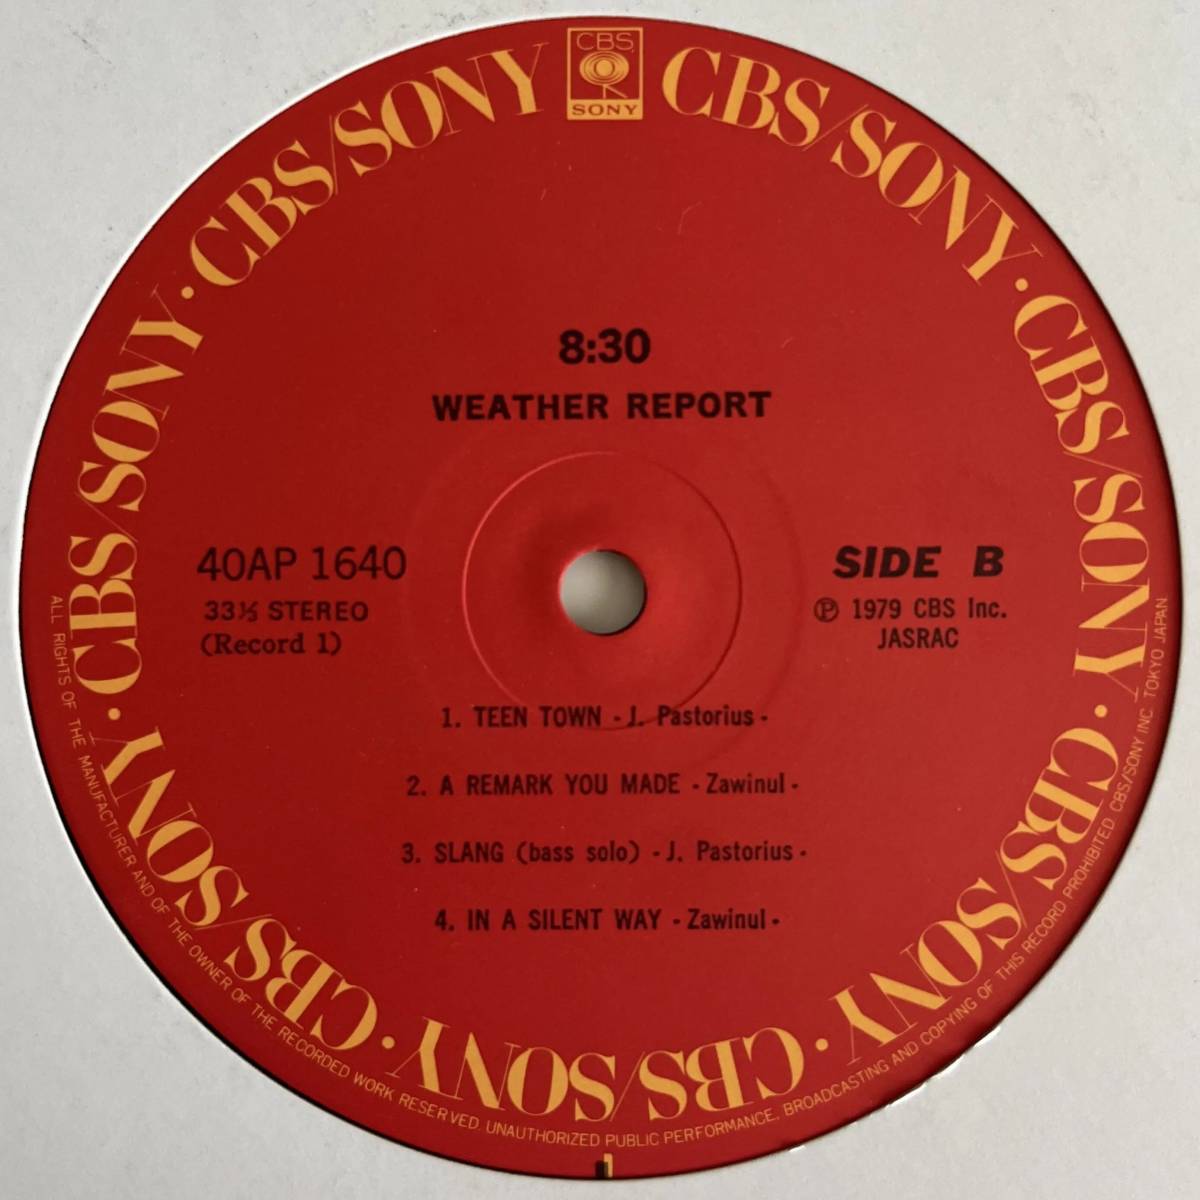 CBS
SONY
CBS/SONY · CBS/SONY · CBS/SONY · CBS/SONY · CBS/SONY · CBS/SONY · CBS/SONY · CBS/SONY
8:30
WEATHER REPORT
40AP 1640
33⅓ STEREO
(Record 1)
SIDE B
℗ 1979 CBS Inc.
JASRAC
1. TEEN TOWN - J. Pastorius -
2. A REMARK YOU MADE - Zawinul -
3. SLANG (bass solo) - J. Pastorius -
4. IN A SILENT WAY - Zawinul -
ALL RIGHTS OF THE MANUFACTURER AND OF THE OWNER OF THE RECORDED WORK RESERVED. UNAUTHORIZED PUBLIC PERFORMANCE, BROADCASTING AND COPYING OF THIS RECORD PROHIBITED. CBS/SONY INC. TOKYO JAPAN